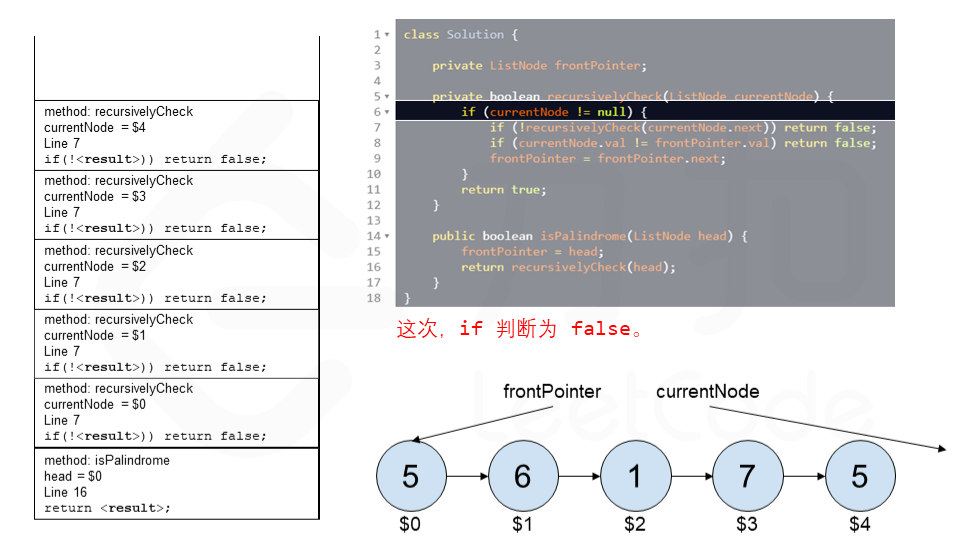 method: recursivelyCheck
currentNode = $4
Line 7
if(!<result>)) return false;
method: recursivelyCheck
currentNode = $3
Line 7
if(!<result>)) return false;
method: recursivelyCheck
currentNode = $2
Line 7
if(!<result>)) return false;
method: recursivelyCheck
currentNode = $1
Line 7
if(!<result>)) return false;
method: recursivelyCheck
currentNode = $0
Line 7
if(!<result>)) return false;
method: isPalindrome
head = $0
Line 16
return <result>;
1 class Solution {
2
3 private ListNode frontPointer;
4
5 private boolean recursivelyCheck(ListNode currentNode) {
6 if (currentNode != null) {
7 if (!recursivelyCheck(currentNode.next)) return false;
8 if (currentNode.val != frontPointer.val) return false;
9 frontPointer = frontPointer.next;
10 }
11 return true;
12 }
13
14 public boolean isPalindrome(ListNode head) {
15 frontPointer = head;
16 return recursivelyCheck(head);
17 }
18 }
这次, if 判断为 false。
frontPointer currentNode
5 6 1 7 5
$0 $1 $2 $3 $4
LeetCode
力扣